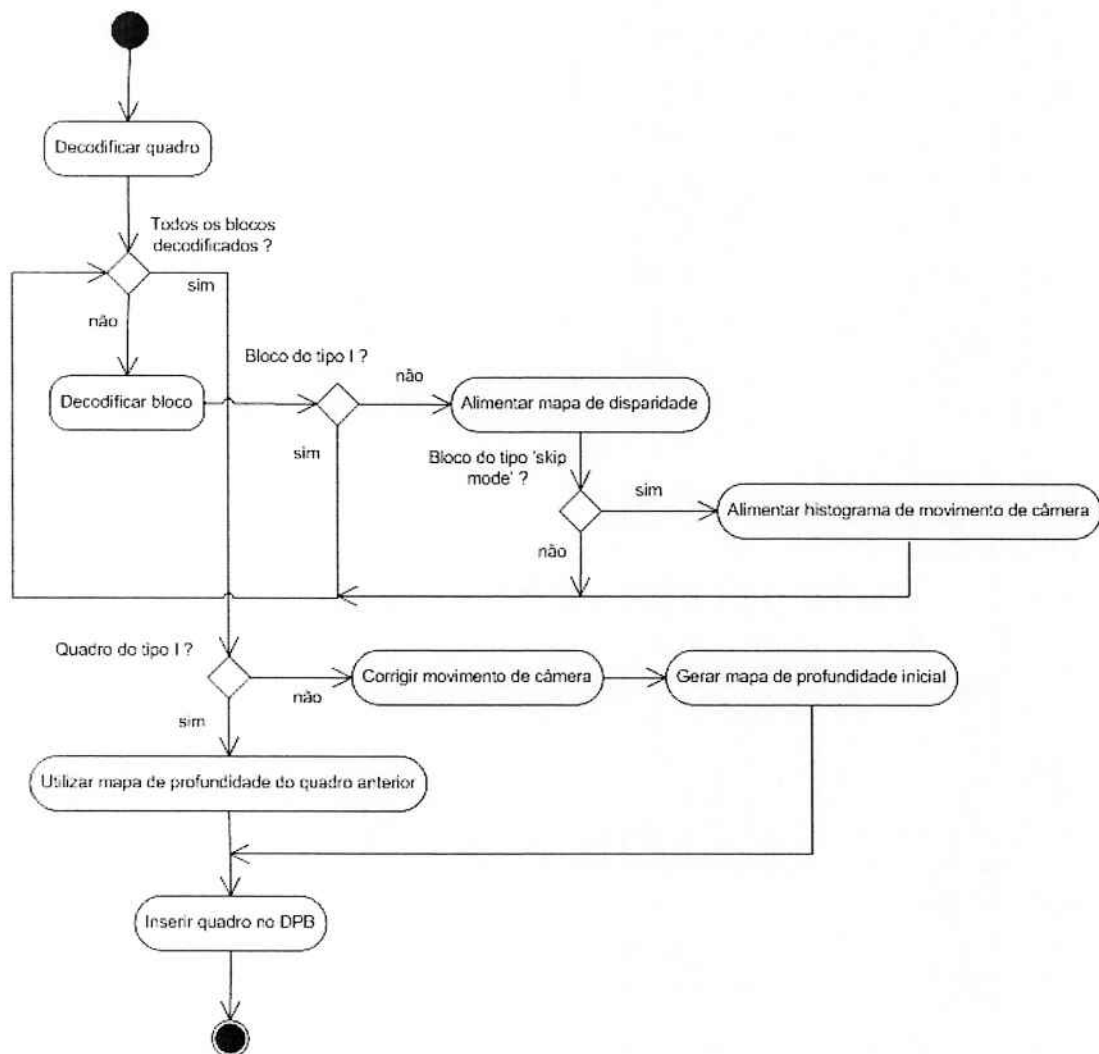 Decodificar quadro
Todos os blocos
decodificados ?
sim
não
Bloco do tipo I ?
não
Decodificar bloco
Alimentar mapa de disparidade
sim
Bloco do tipo 'skip
mode' ?
sim
Alimentar histograma de movimento de câmera
não
Quadro do tipo I ?
não
Corrigir movimento de câmera
Gerar mapa de profundidade inicial
sim
Utilizar mapa de profundidade do quadro anterior
Inserir quadro no DPB